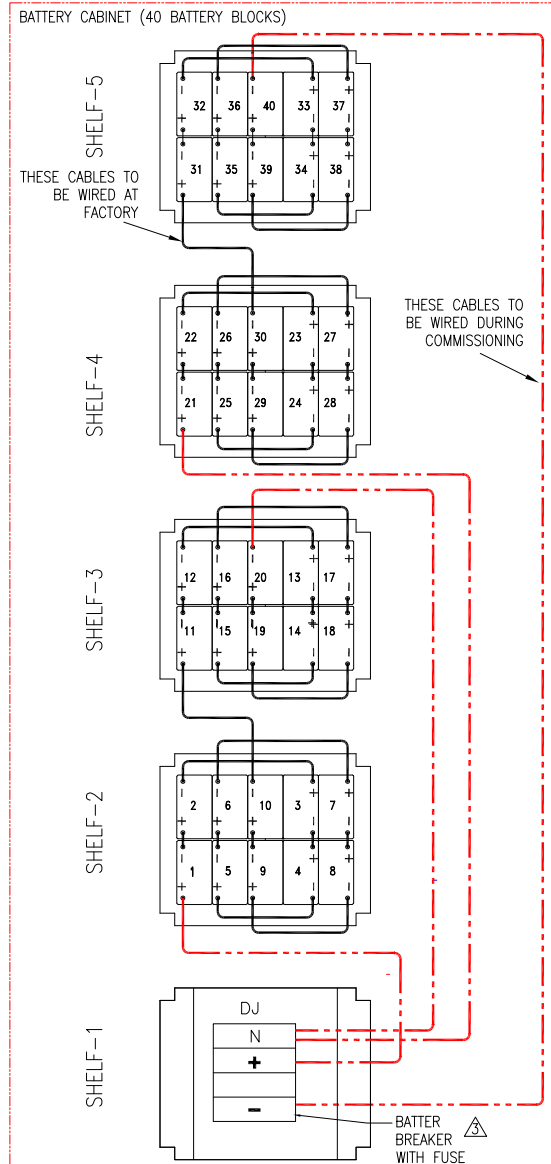 BATTERY CABINET (40 BATTERY BLOCKS)
SHELF-5
32 36 40 33 37
31 35 39 34 38
THESE CABLES TO
BE WIRED AT
FACTORY
THESE CABLES TO
BE WIRED DURING
COMMISSIONING
SHELF-4
22 26 30 23 27
21 25 29 24 28
SHELF-3
12 16 20 13 17
11 15 19 14 18
SHELF-2
2 6 10 3 7
1 5 9 4 8
SHELF-1
DJ
N
+
−
BATTER
BREAKER
WITH FUSE
3